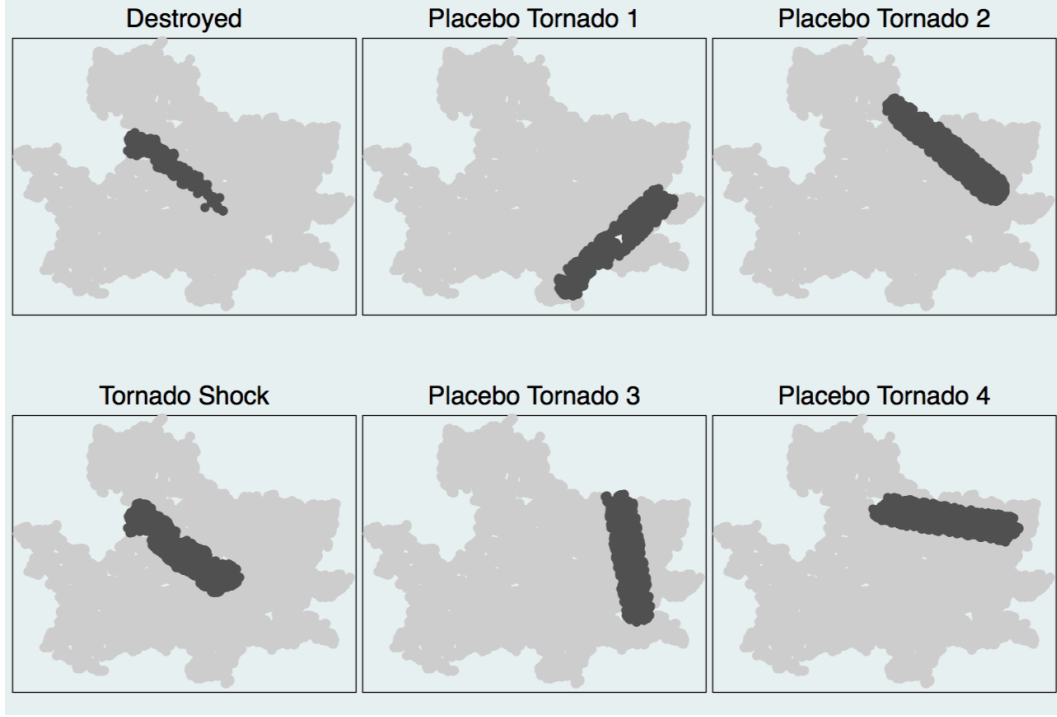 Destroyed
Placebo Tornado 1
Placebo Tornado 2
Tornado Shock
Placebo Tornado 3
Placebo Tornado 4